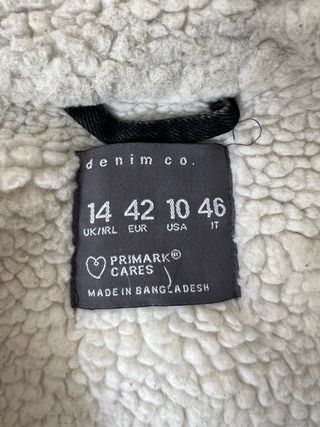 denim co.
14 42 10 46
UK/IRL EUR USA IT
PRIMARK®
CARES
MADE IN BANGLADESH